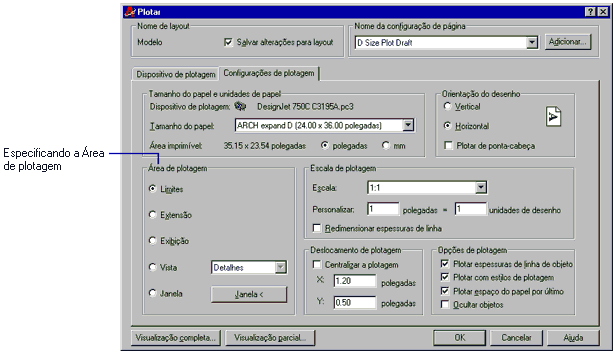 Plotar
Nome de layout
Modelo
Salvar alterações para layout
Nome da configuração de página
D Size Plot Draft
Adicionar...
Dispositivo de plotagem
Configurações de plotagem
Tamanho do papel e unidades de papel
Dispositivo de plotagem:
DesignJet 750C C3195A.pc3
Tamanho do papel:
ARCH expand D (24.00 x 36.00 polegadas)
Área imprimível:
35.15 x 23.54 polegadas
polegadas
mm
Orientação do desenho
Vertical
Horizontal
Plotar de ponta-cabeça
A
Especificando a Área
de plotagem
Área de plotagem
Limites
Extensão
Exibição
Vista
Detalhes
Janela
Janela <
Escala de plotagem
Escala:
1:1
Personalizar:
1 polegadas = 1 unidades de desenho
Redimensionar espessuras de linha
Deslocamento de plotagem
Centralizar a plotagem
X: 1.20 polegadas
Y: 0.50 polegadas
Opções de plotagem
Plotar espessuras de linha de objeto
Plotar com estilos de plotagem
Plotar espaço do papel por último
Ocultar objetos
Visualização completa...
Visualização parcial...
OK
Cancelar
Ajuda